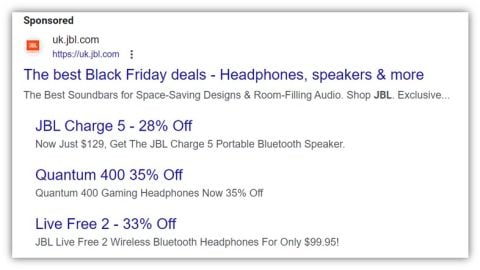 Sponsored
JBL
uk.jbl.com
https://uk.jbl.com
The best Black Friday deals - Headphones, speakers & more
The Best Soundbars for Space-Saving Designs & Room-Filling Audio. Shop JBL. Exclusive...
JBL Charge 5 - 28% Off
Now Just $129, Get The JBL Charge 5 Portable Bluetooth Speaker.
Quantum 400 35% Off
Quantum 400 Gaming Headphones Now 35% Off
Live Free 2 - 33% Off
JBL Live Free 2 Wireless Bluetooth Headphones For Only $99.95!